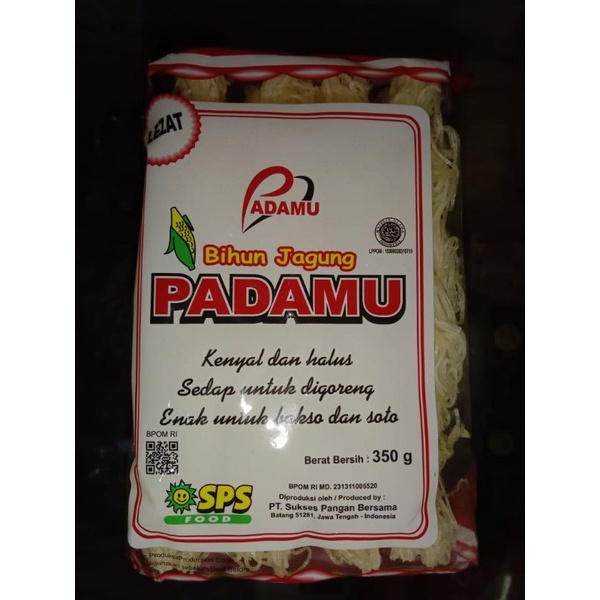 LEZAT
PADAMU
Bihun Jagung
PADAMU
Kenyal dan halus
Sedap untuk digoreng
Enak untuk bakso dan soto
BPOM RI
Berat Bersih : 350 g
SPS
FOOD
BPOM RI MD. 231311005520
Diproduksi oleh / Produced by :
PT. Sukses Pangan Bersama
Batang 51281, Jawa Tengah - Indonesia